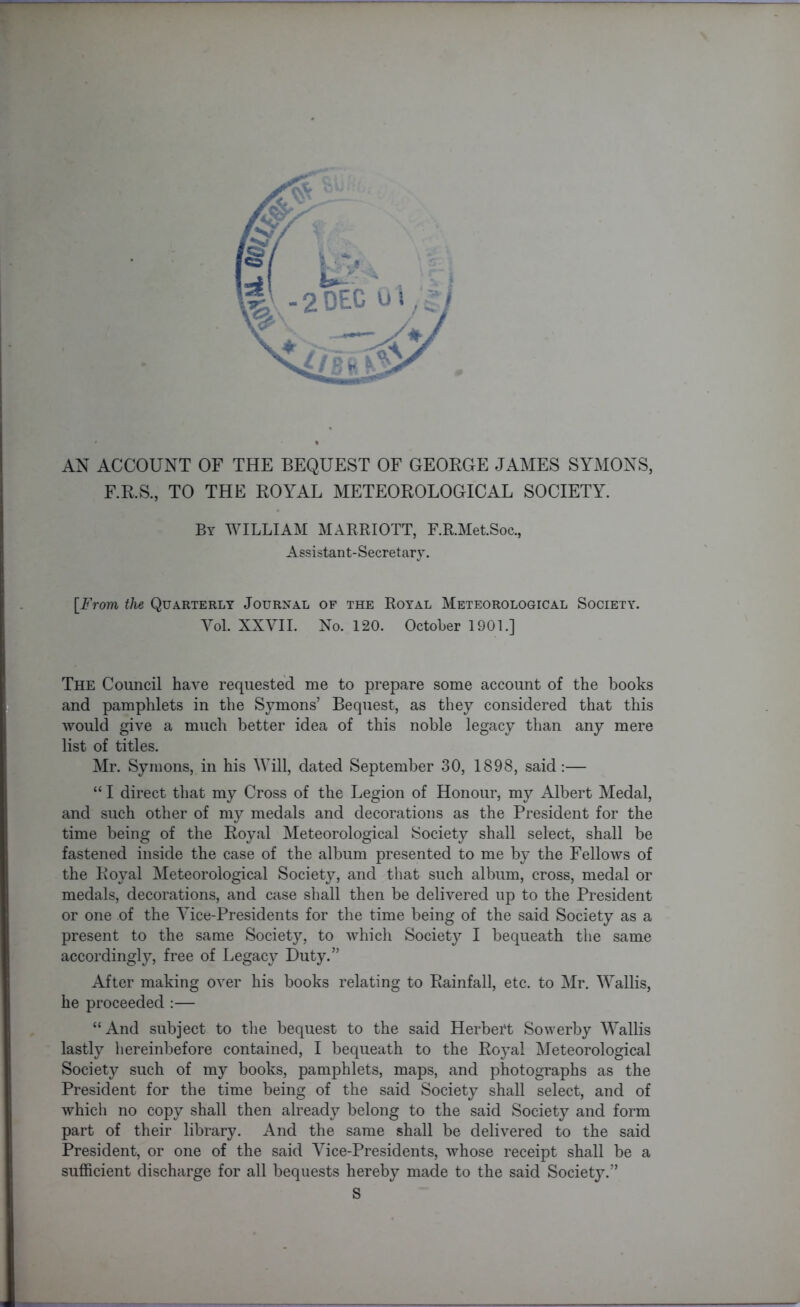 ROYAL COLLEGE OF SURGEONS OF
-2 DEC 01
* LIBRARY *
AN ACCOUNT OF THE BEQUEST OF GEORGE JAMES SYMONS,
F.R.S., TO THE ROYAL METEOROLOGICAL SOCIETY.
By WILLIAM MARRIOTT, F.R.Met.Soc.,
Assistant-Secretary.
[From the Quarterly Journal of the Royal Meteorological Society.
Vol. XXVII. No. 120. October 1901.]
The Council have requested me to prepare some account of the books
and pamphlets in the Symons’ Bequest, as they considered that this
would give a much better idea of this noble legacy than any mere
list of titles.
Mr. Symons, in his Will, dated September 30, 1898, said:—
“I direct that my Cross of the Legion of Honour, my Albert Medal,
and such other of my medals and decorations as the President for the
time being of the Royal Meteorological Society shall select, shall be
fastened inside the case of the album presented to me by the Fellows of
the Royal Meteorological Society, and that such album, cross, medal or
medals, decorations, and case shall then be delivered up to the President
or one of the Vice-Presidents for the time being of the said Society as a
present to the same Society, to which Society I bequeath the same
accordingly, free of Legacy Duty.”
After making over his books relating to Rainfall, etc. to Mr. Wallis,
he proceeded :—
“And subject to the bequest to the said Herbert Sowerby Wallis
lastly hereinbefore contained, I bequeath to the Royal Meteorological
Society such of my books, pamphlets, maps, and photographs as the
President for the time being of the said Society shall select, and of
which no copy shall then already belong to the said Society and form
part of their library. And the same shall be delivered to the said
President, or one of the said Vice-Presidents, whose receipt shall be a
sufficient discharge for all bequests hereby made to the said Society.”
S